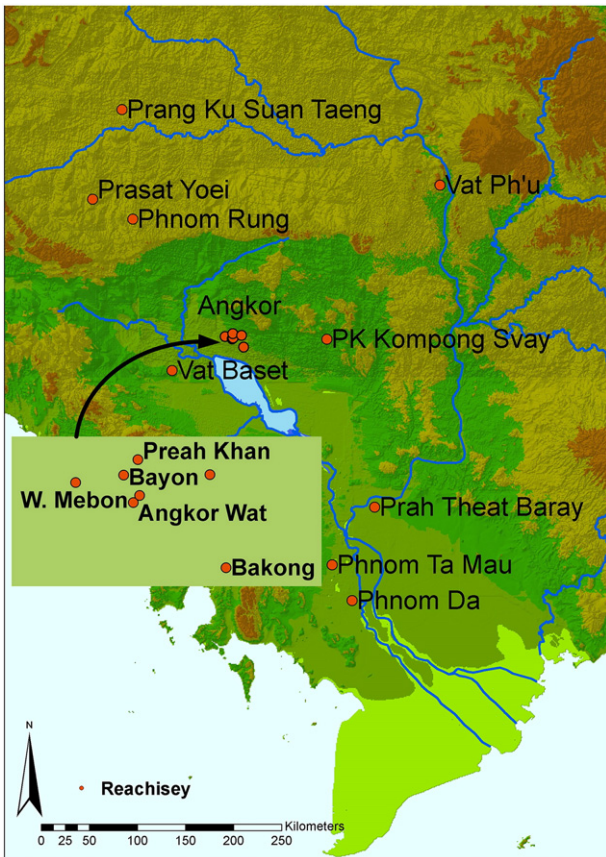 Prang Ku Suan Taeng
Vat Ph'u
Prasat Yoei
Phnom Rung
Angkor
PK Kompong Svay
Vat Baset
Preah Khan
Bayon
W. Mebon
Angkor Wat
Prah Theat Baray
Bakong
Phnom Ta Mau
Phnom Da
N
Reachisey
Kilometers
0 25 50 100 150 200 250